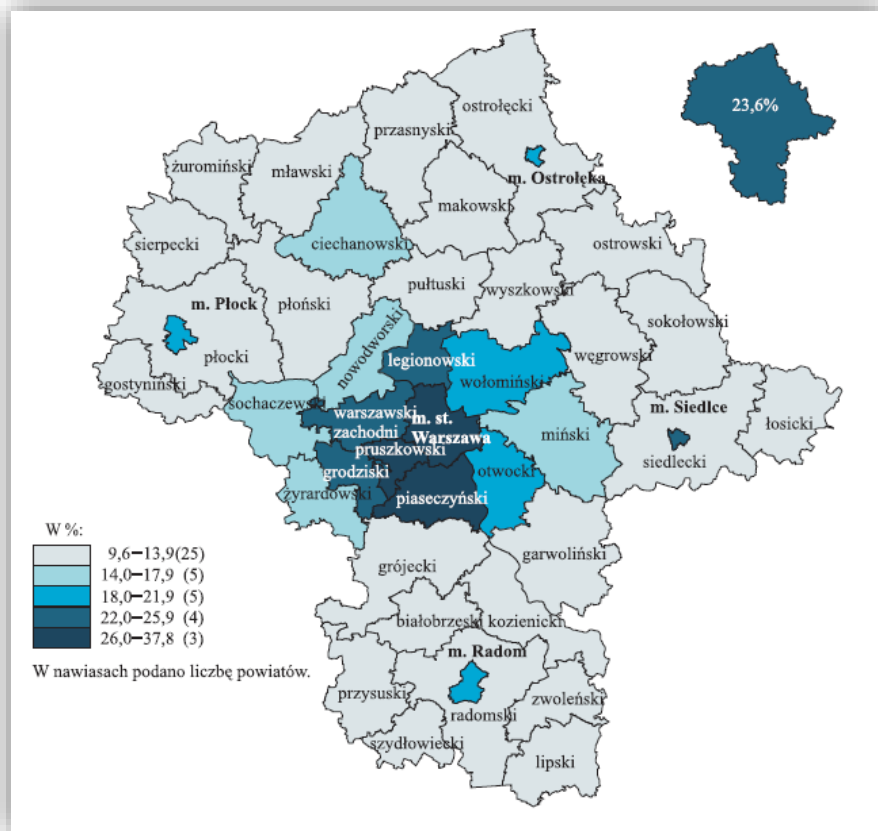 ostrołęcki
23,6%
przasnyski
żuromiński
mławski
m. Ostrołęka
makowski
sierpecki
ciechanowski
ostrowski
pułtuski
wyszkowski
m. Płock
płoński
sokołowski
nowodworski
płocki
legionowski
węgrowski
gostyniński
wołomiński
sochaczewski
m. Siedlce
warszawski
zachodni
m. st.
Warszawa
łosicki
miński
pruszkowski
siedlecki
grodziski
otwocki
żyrardowski
piaseczyński
W %:
9,6–13,9(25)
14,0–17,9 (5)
18,0–21,9 (5)
22,0–25,9 (4)
26,0–37,8 (3)
W nawiasach podano liczbę powiatów.
garwoliński
grójecki
białobrzeski
kozienicki
m. Radom
przysuski
zwoleński
radomski
szydłowiecki
lipski